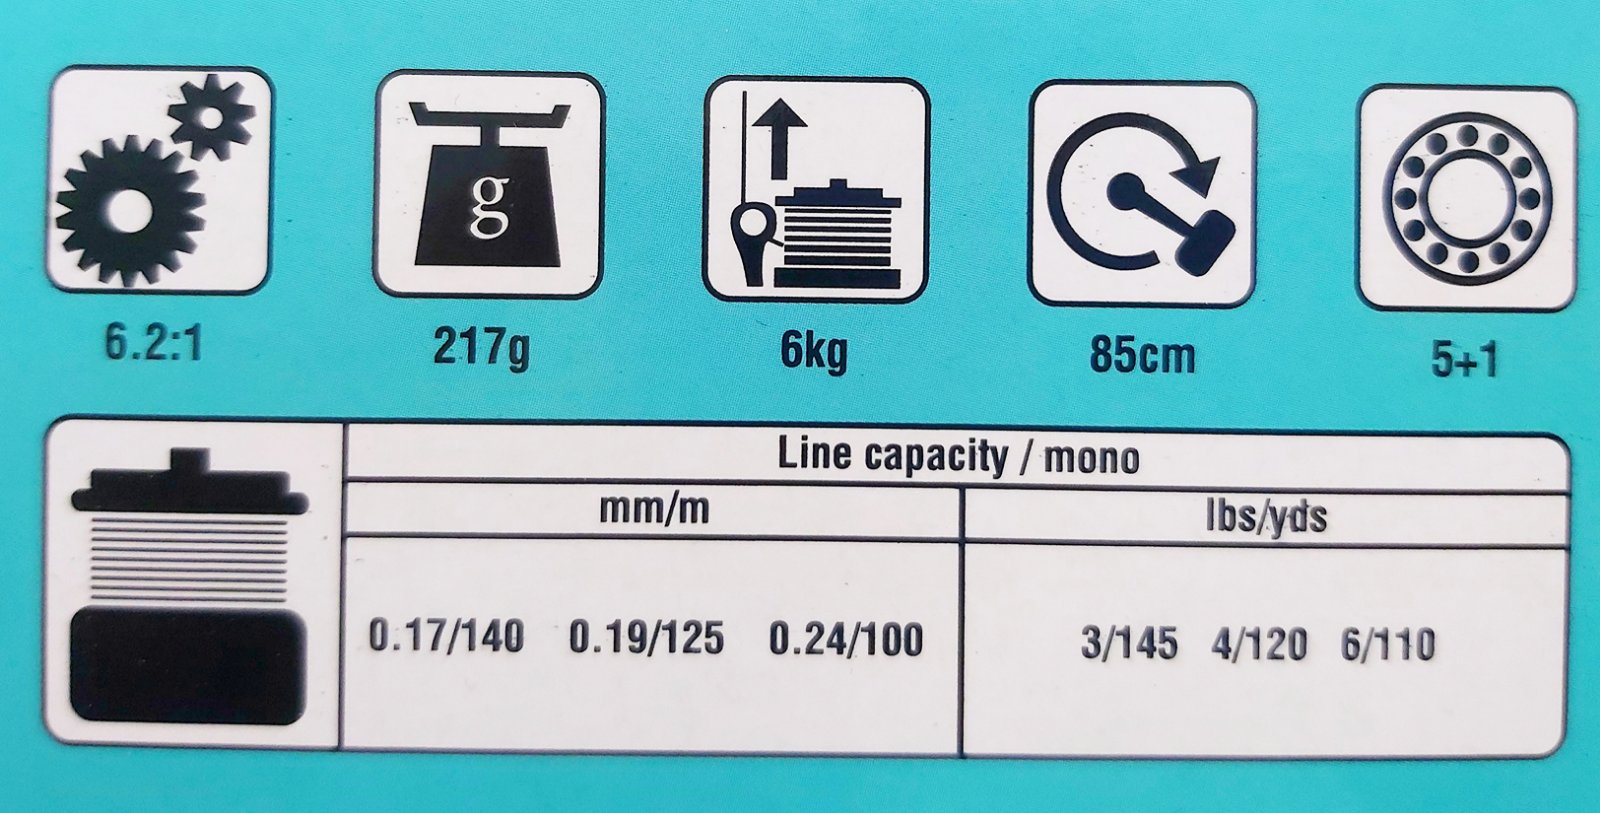 g
6.2:1 217g 6kg 85cm 5+1
Line capacity / mono
mm/m lbs/yds
0.17/140 0.19/125 0.24/100 3/145 4/120 6/110